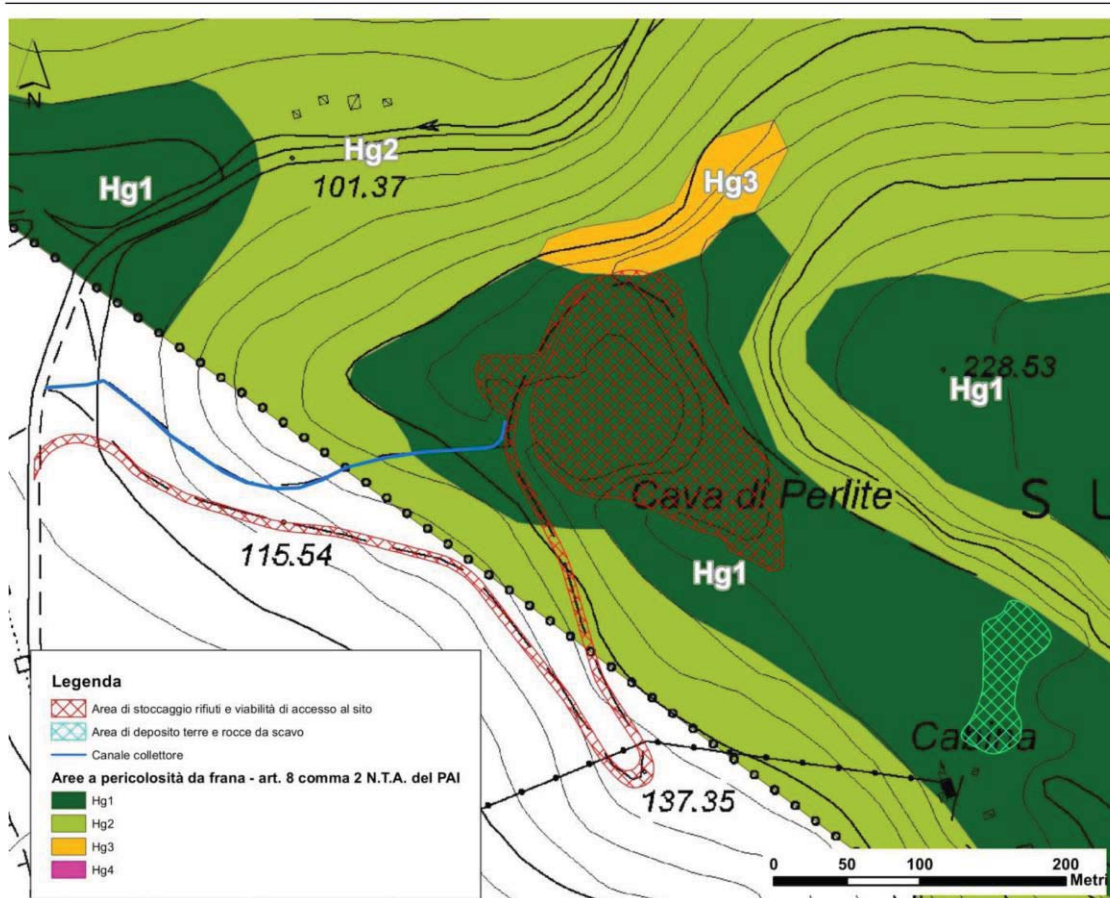 N
Hg2
Hg1
101.37
Hg3
228.53
Hg1
Cava di Perlite
S U
115.54
Hg1
137.35
Legenda
Area di stoccaggio rifiuti e viabilità di accesso al sito
Area di deposito terre e rocce da scavo
Canale collettore
Aree a pericolosità da frana - art. 8 comma 2 N.T.A. del PAI
Hg1
Hg2
Hg3
Hg4
0 50 100 200
Metri